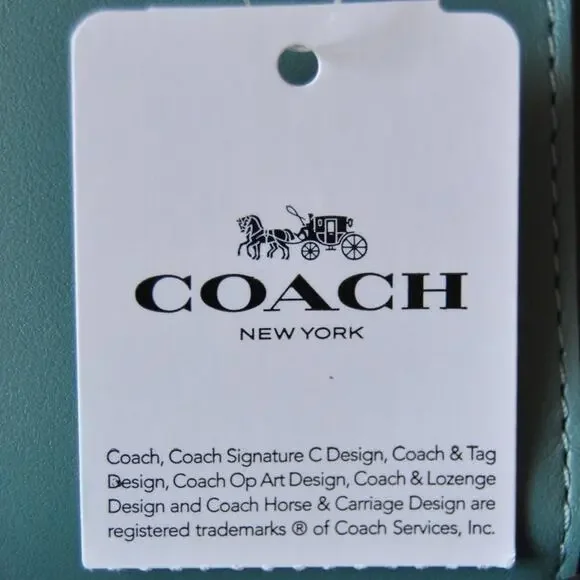 COACH
NEW YORK
Coach, Coach Signature C Design, Coach & Tag
Design, Coach Op Art Design, Coach & Lozenge
Design and Coach Horse & Carriage Design are
registered trademarks ® of Coach Services, Inc.